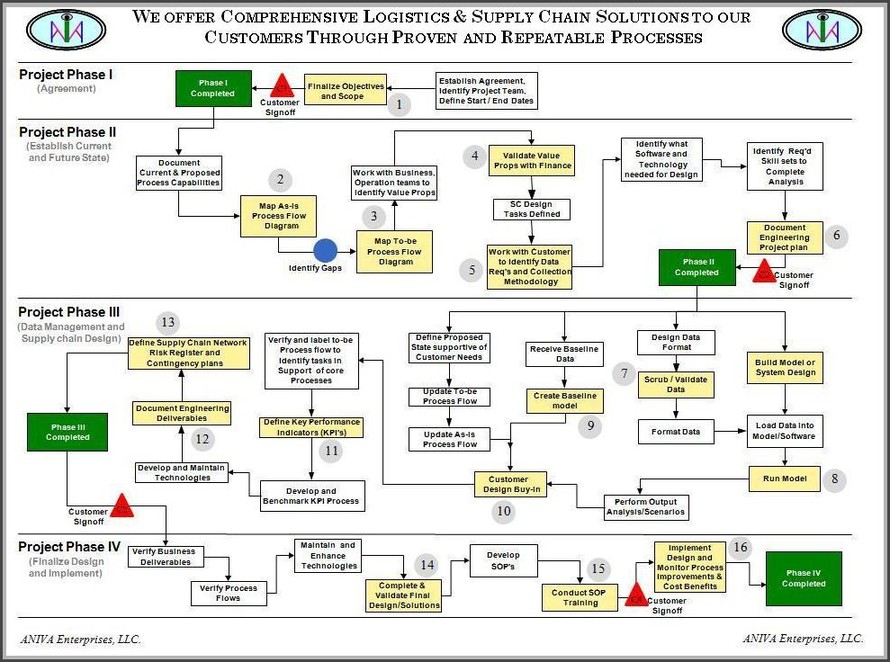 WE OFFER COMPREHENSIVE LOGISTICS & SUPPLY CHAIN SOLUTIONS TO OUR
CUSTOMERS THROUGH PROVEN AND REPEATABLE PROCESSES
Project Phase I
(Agreement)
Phase I
Completed
Customer
Signoff
Finalize Objectives
and Scope
1
Establish Agreement,
Identify Project Team,
Define Start / End Dates
Project Phase II
(Establish Current
and Future State)
Document
Current & Proposed
Process Capabilities
2
Map As-is
Process Flow
Diagram
Identify Gaps
Work with Business,
Operation teams to
Identify Value Props
3
Map To-be
Process Flow
Diagram
4
Validate Value
Props with Finance
SC Design
Tasks Defined
5
Work with Customer
to Identify Data
Req's and Collection
Methodology
Identify what
Software and
Technology
needed for Design
Identify Req'd
Skill sets to
Complete
Analysis
Document
Engineering
Project plan
6
Phase II
Completed
Customer
Signoff
Project Phase III
(Data Management and
Supply chain Design)
13
Define Supply Chain Network
Risk Register and
Contingency plans
Document Engineering
Deliverables
12
Phase III
Completed
Develop and Maintain
Technologies
Customer
Signoff
Verify and label to-be
Process flow to
Identify tasks in
Support of core
Processes
Define Key Performance
Indicators (KPI's)
11
Develop and
Benchmark KPI Process
Define Proposed
State supportive of
Customer Needs
Update To-be
Process Flow
Update As-is
Process Flow
Receive Baseline
Data
Create Baseline
model
9
Customer
Design Buy-In
10
Design Data
Format
7
Scrub / Validate
Data
Format Data
Build Model or
System Design
Load Data into
Model/Software
Run Model
8
Perform Output
Analysis/Scenarios
Project Phase IV
(Finalize Design
and Implement)
Verify Business
Deliverables
Verify Process
Flows
Maintain and
Enhance
Technologies
14
Complete &
Validate Final
Design/Solutions
Develop
SOP's
15
Conduct SOP
Training
Customer
Signoff
Implement
Design and
Monitor Process
Improvements &
Cost Benefits
16
Phase IV
Completed
ANIVA Enterprises, LLC.
ANIVA Enterprises, LLC.